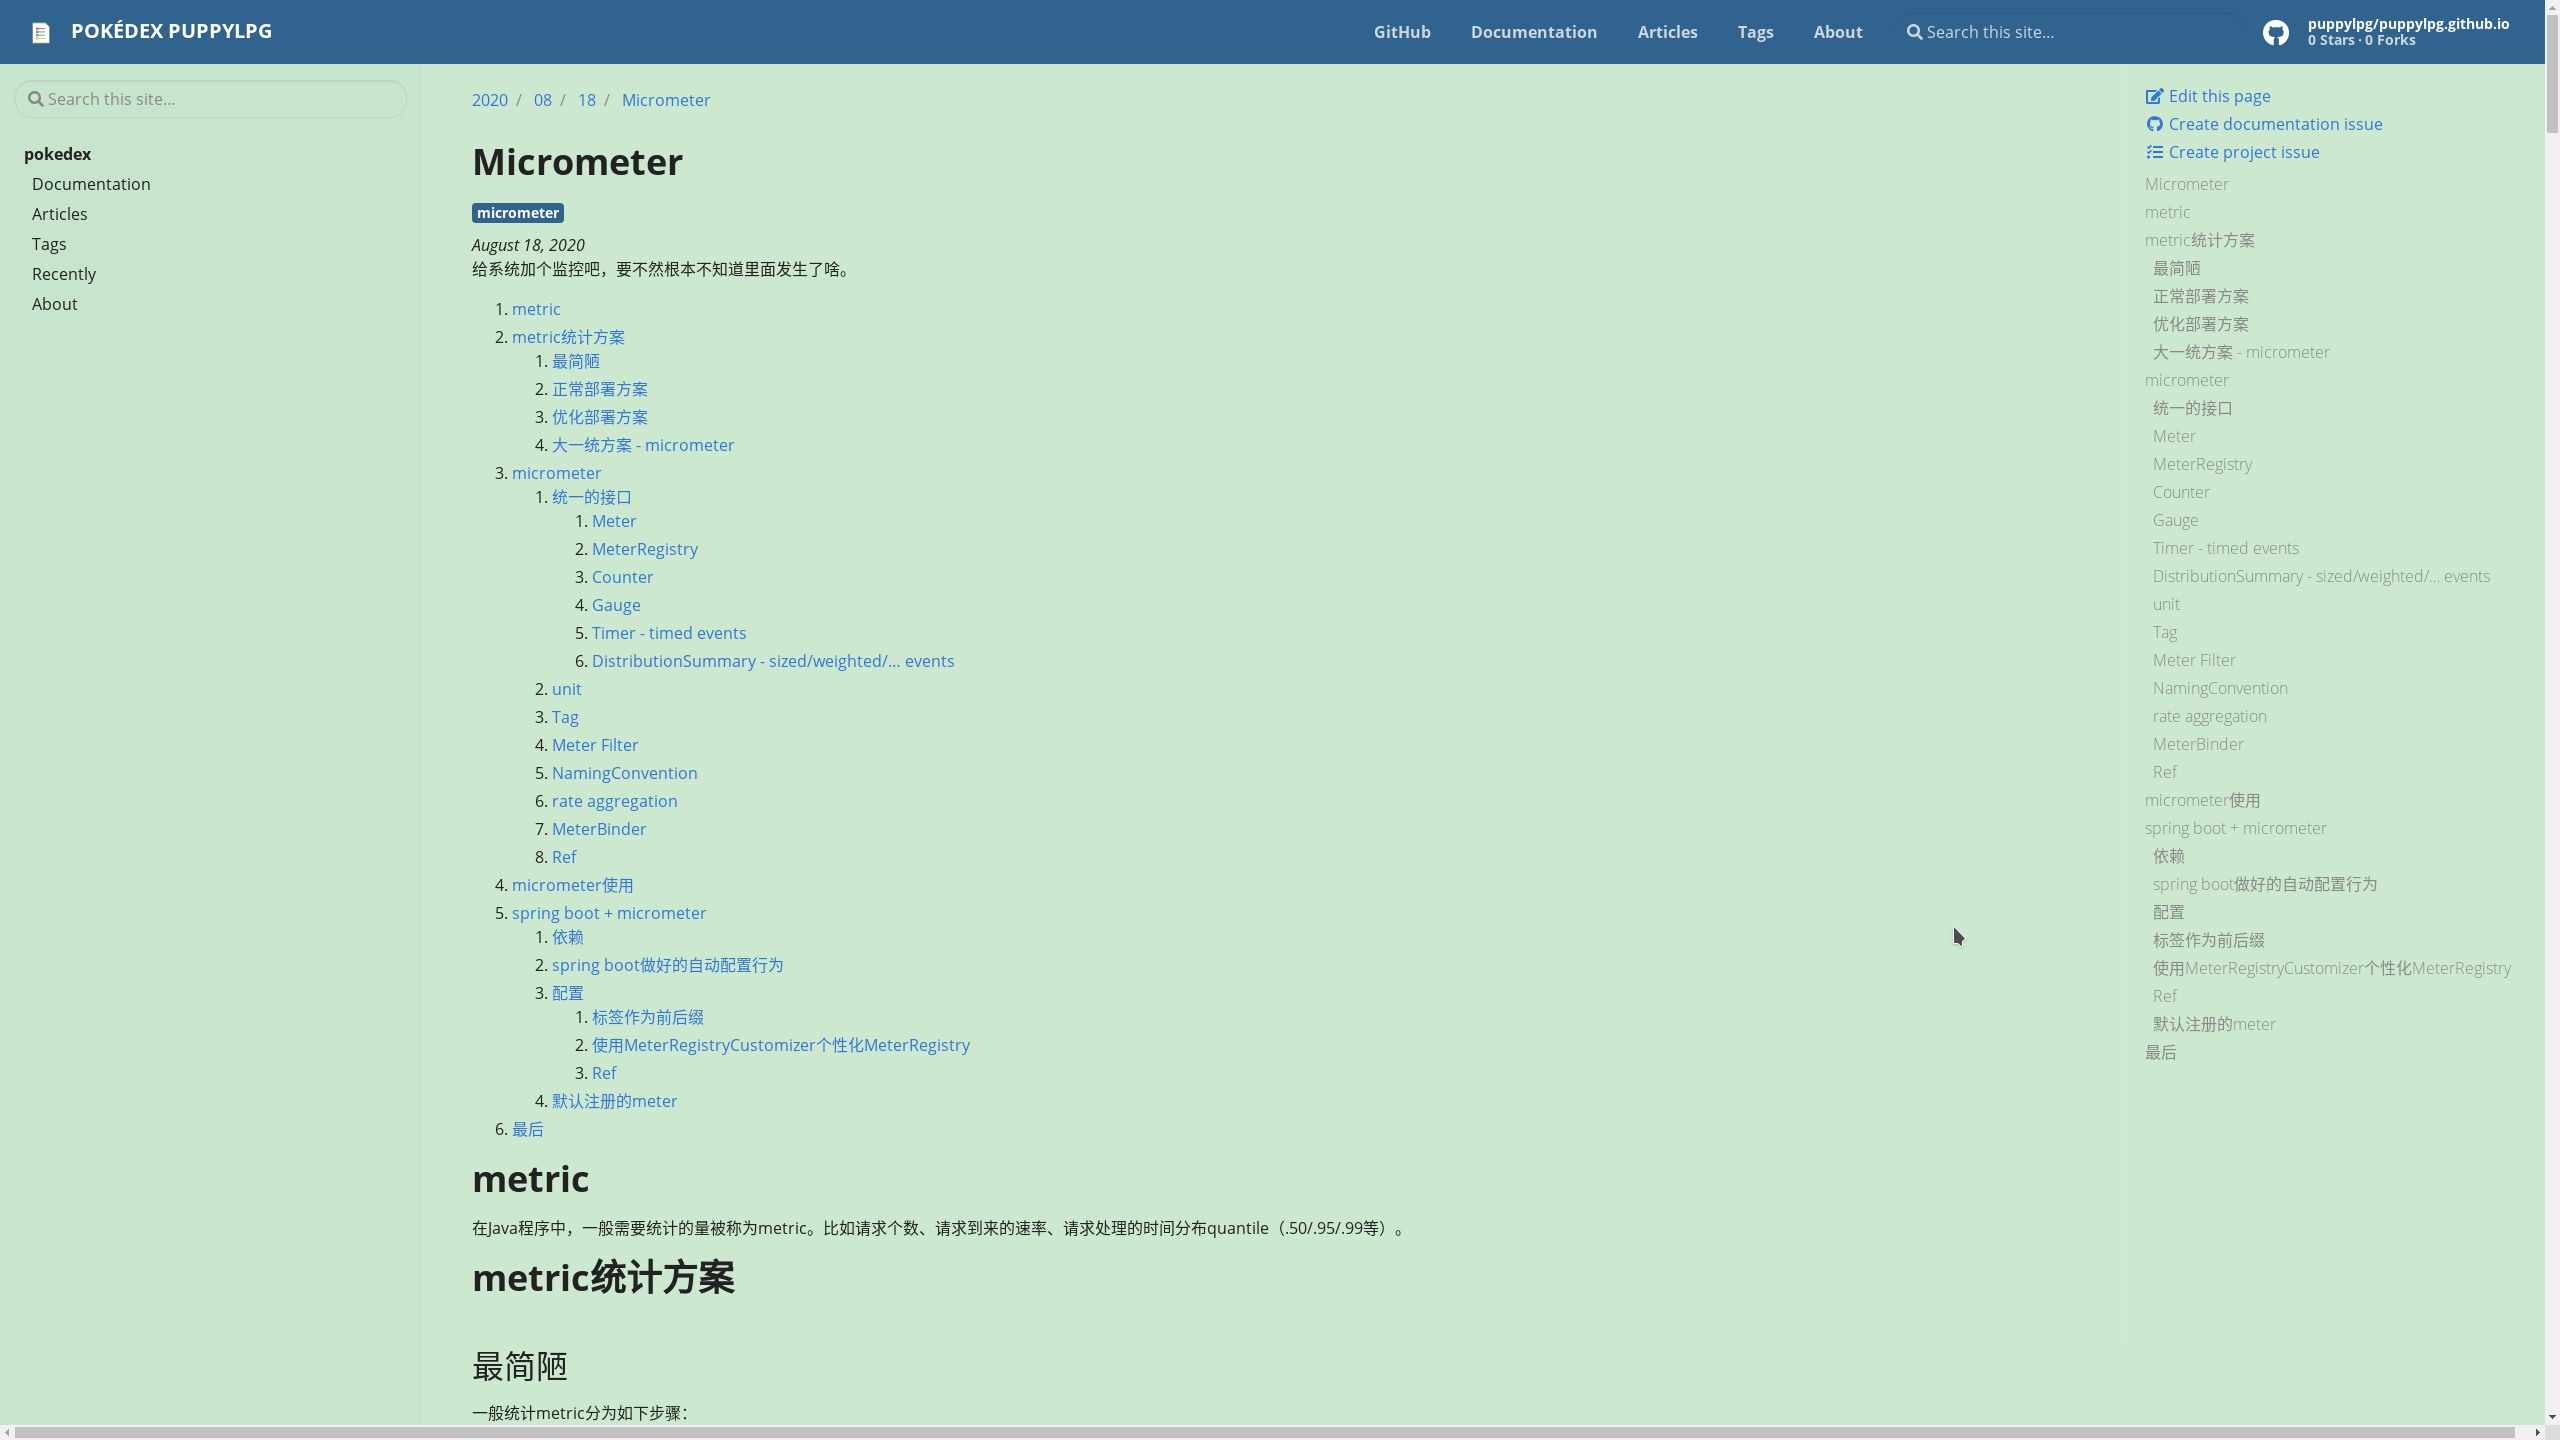 POKÉDEX PUPPYLPG
GitHub
Documentation
Articles
Tags
About
Search this site…
puppylpg/puppylpg.github.io
0 Stars · 0 Forks
Search this site…
pokedex
Documentation
Articles
Tags
Recently
About
2020 / 08 / 18 / Micrometer
Micrometer
micrometer
August 18, 2020
给系统加个监控吧，要不然根本不知道里面发生了啥。
1. metric
2. metric统计方案
1. 最简陋
2. 正常部署方案
3. 优化部署方案
4. 大一统方案 - micrometer
3. micrometer
1. 统一的接口
1. Meter
2. MeterRegistry
3. Counter
4. Gauge
5. Timer - timed events
6. DistributionSummary - sized/weighted/… events
2. unit
3. Tag
4. Meter Filter
5. NamingConvention
6. rate aggregation
7. MeterBinder
8. Ref
4. micrometer使用
5. spring boot + micrometer
1. 依赖
2. spring boot做好的自动配置行为
3. 配置
1. 标签作为前后缀
2. 使用MeterRegistryCustomizer个性化MeterRegistry
3. Ref
4. 默认注册的meter
6. 最后
metric
在Java程序中，一般需要统计的量被称为metric。比如请求个数、请求到来的速率、请求处理的时间分布quantile（.50/.95/.99等）。
metric统计方案
最简陋
一般统计metric分为如下步骤：
Edit this page
Create documentation issue
Create project issue
Micrometer
metric
metric统计方案
最简陋
正常部署方案
优化部署方案
大一统方案 - micrometer
micrometer
统一的接口
Meter
MeterRegistry
Counter
Gauge
Timer - timed events
DistributionSummary - sized/weighted/… events
unit
Tag
Meter Filter
NamingConvention
rate aggregation
MeterBinder
Ref
micrometer使用
spring boot + micrometer
依赖
spring boot做好的自动配置行为
配置
标签作为前后缀
使用MeterRegistryCustomizer个性化MeterRegistry
Ref
默认注册的meter
最后